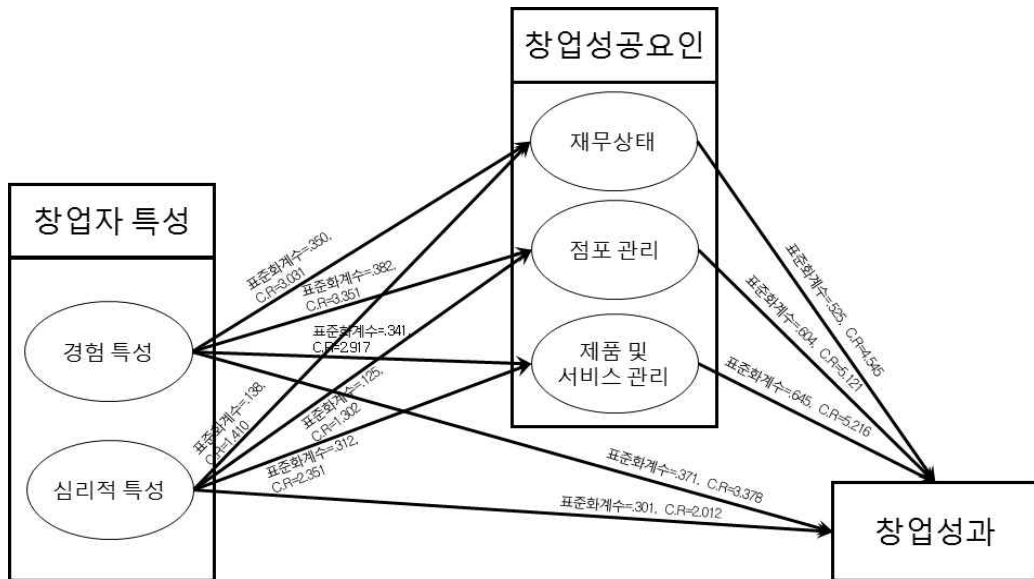 창업성공요인
재무상태
점포 관리
제품 및
서비스 관리
창업자 특성
경험 특성
심리적 특성
표준화계수=.350,
C.R=3.031
표준화계수=.382,
C.R=3.351
표준화계수=.341,
C.R=2.917
표준화계수=.138,
C.R=1.410
표준화계수=.125,
C.R=1.302
표준화계수=.312,
C.R=2.351
표준화계수=.525, C.R=4.545
표준화계수=.604, C.R=5.121
표준화계수=.645, C.R=5.216
표준화계수=.371, C.R=3.378
표준화계수=.301, C.R=2.012
창업성과